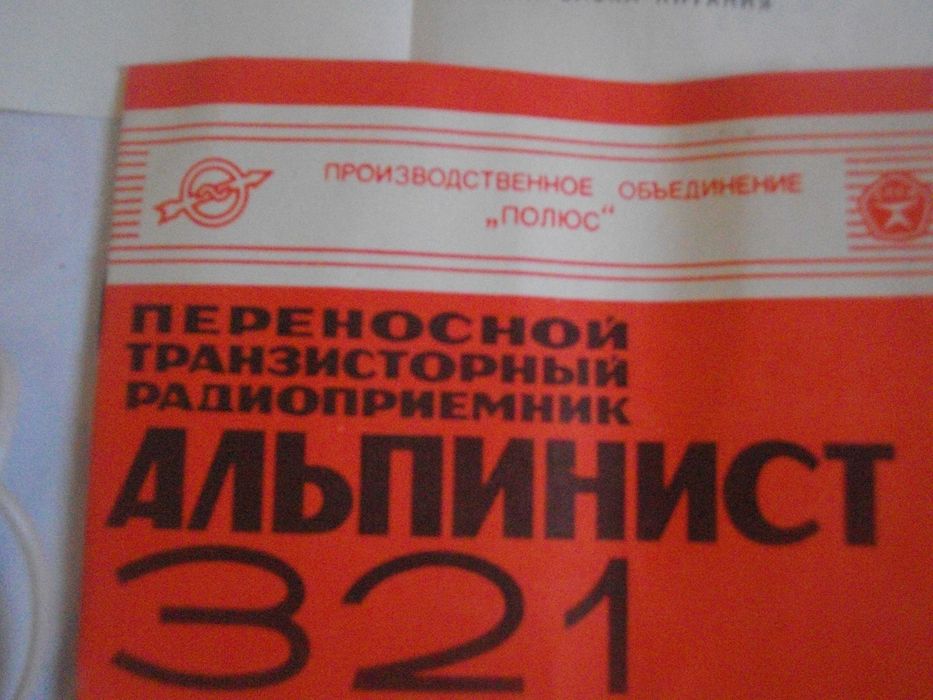 ПРОИЗВОДСТВЕННОЕ ОБЪЕДИНЕНИЕ
„ПОЛЮС“
ПЕРЕНОСНОЙ
ТРАНЗИСТОРНЫЙ
РАДИОПРИЕМНИК
АЛЬПИНИСТ
321